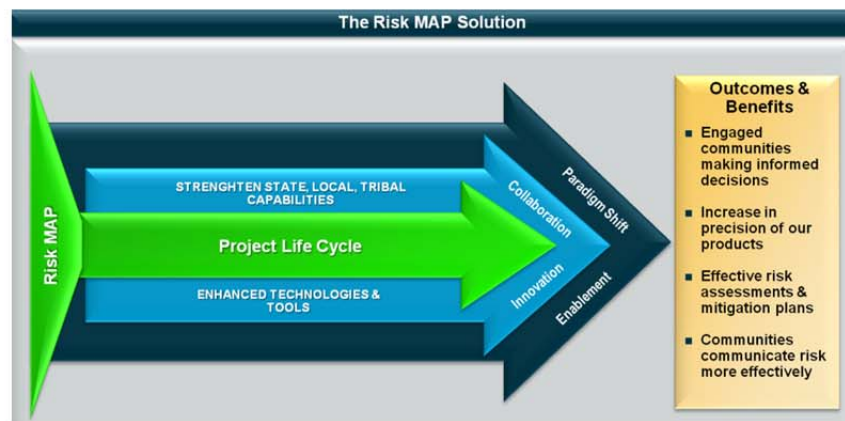 The Risk MAP Solution
Risk MAP
STRENGHTEN STATE, LOCAL, TRIBAL
CAPABILITIES
Project Life Cycle
ENHANCED TECHNOLOGIES &
TOOLS
Collaboration
Innovation
Paradigm Shift
Enablement
Outcomes &
Benefits
■ Engaged
communities
making informed
decisions
■ Increase in
precision of our
products
■ Effective risk
assessments &
mitigation plans
■ Communities
communicate risk
more effectively